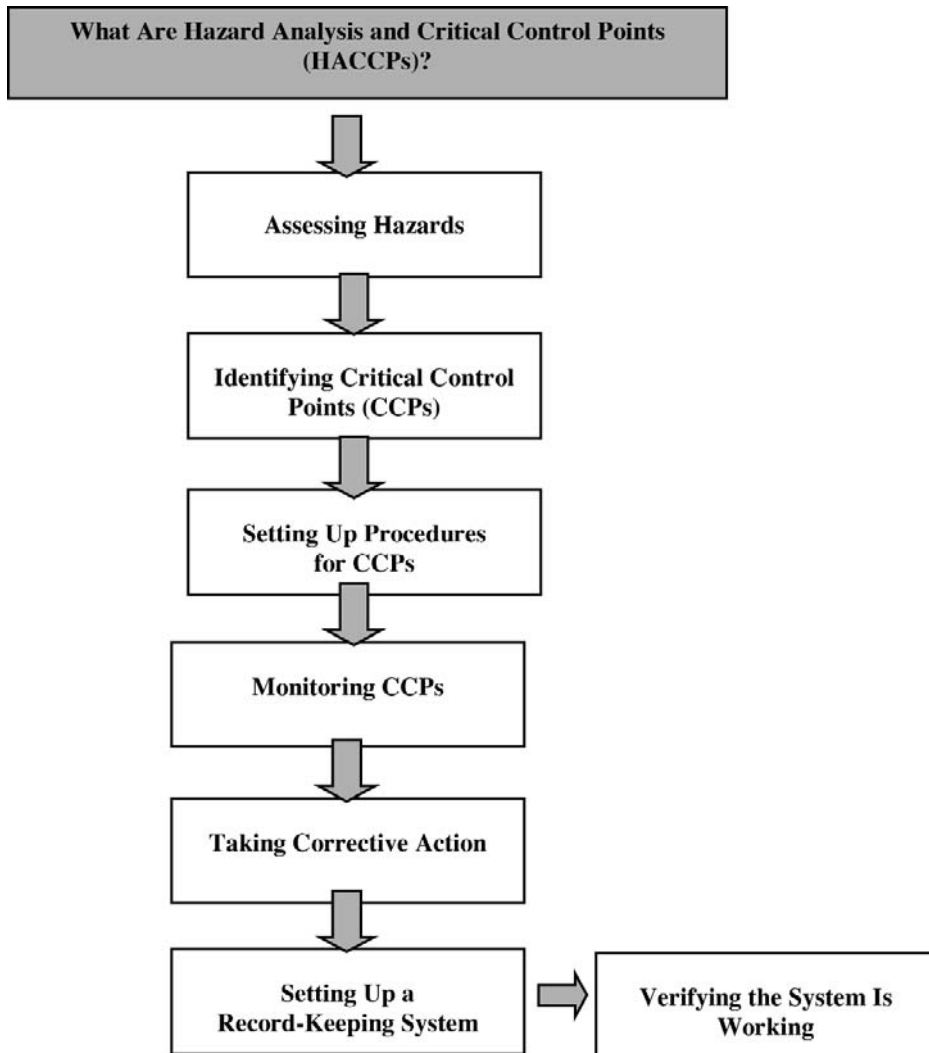 What Are Hazard Analysis and Critical Control Points
(HACCPs)?
Assessing Hazards
Identifying Critical Control
Points (CCPs)
Setting Up Procedures
for CCPs
Monitoring CCPs
Taking Corrective Action
Setting Up a
Record-Keeping System
Verifying the System Is
Working